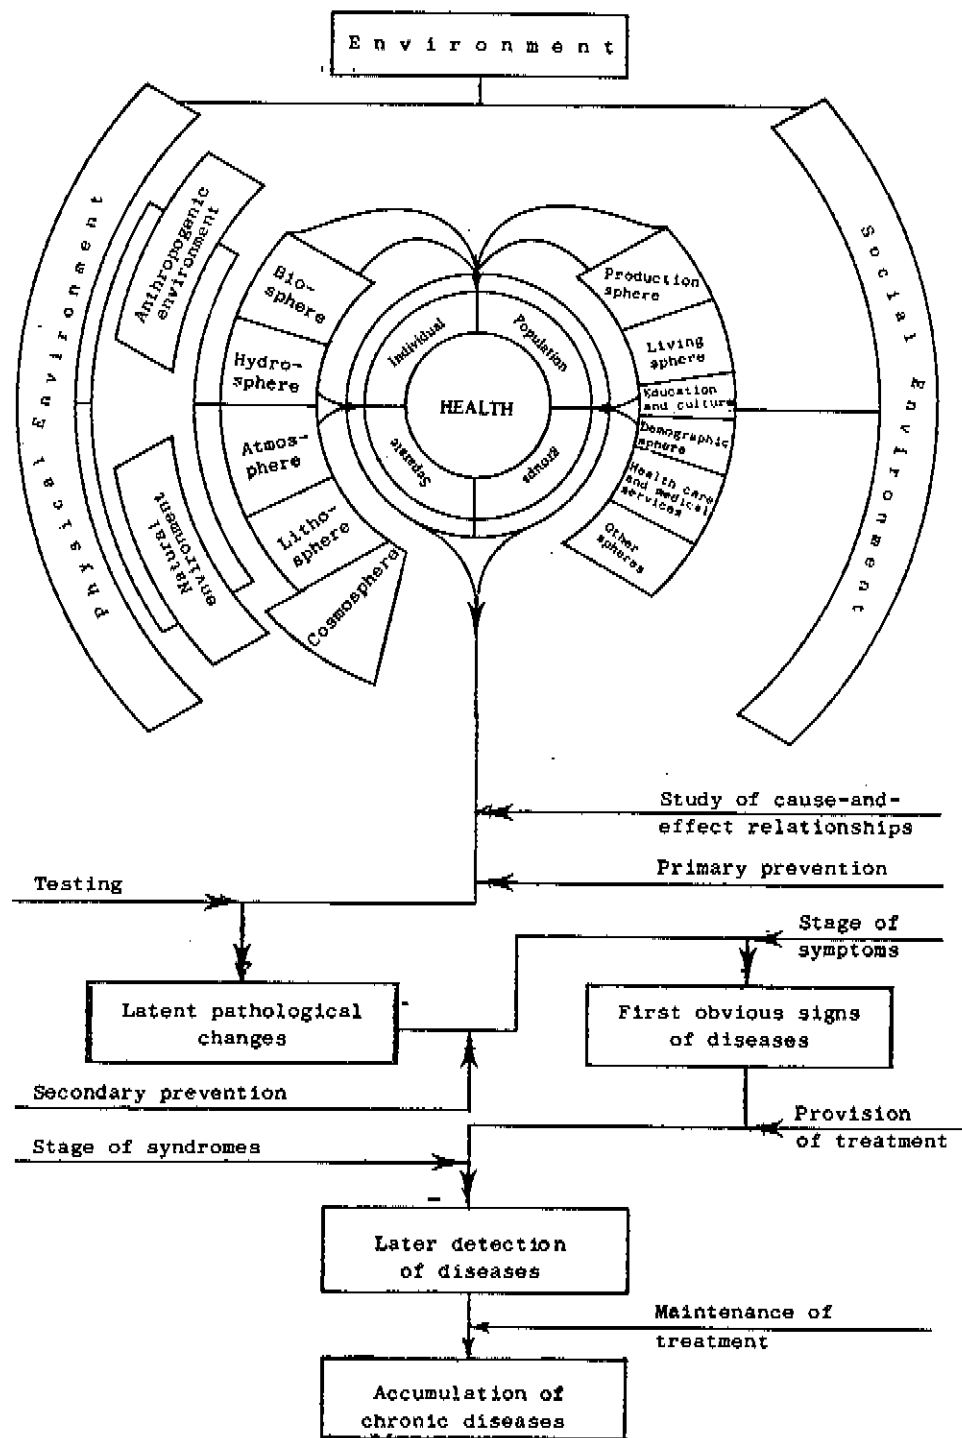 Environment
Physical Environment
Anthropogenic
environment
Natural
environment
Bio-
sphere
Hydro-
sphere
Atmos-
phere
Litho-
sphere
Cosmosphere
Individual
Population
Separate
groups
HEALTH
Production
sphere
Living
sphere
Education
and culture
Demographic
sphere
Health care
and medical
services
Other
spheres
Social Environment
Study of cause-and-
effect relationships
Primary prevention
Testing
Stage of
symptoms
Latent pathological
changes
First obvious signs
of diseases
Secondary prevention
Provision
of treatment
Stage of syndromes
Later detection
of diseases
Maintenance of
treatment
Accumulation of
chronic diseases